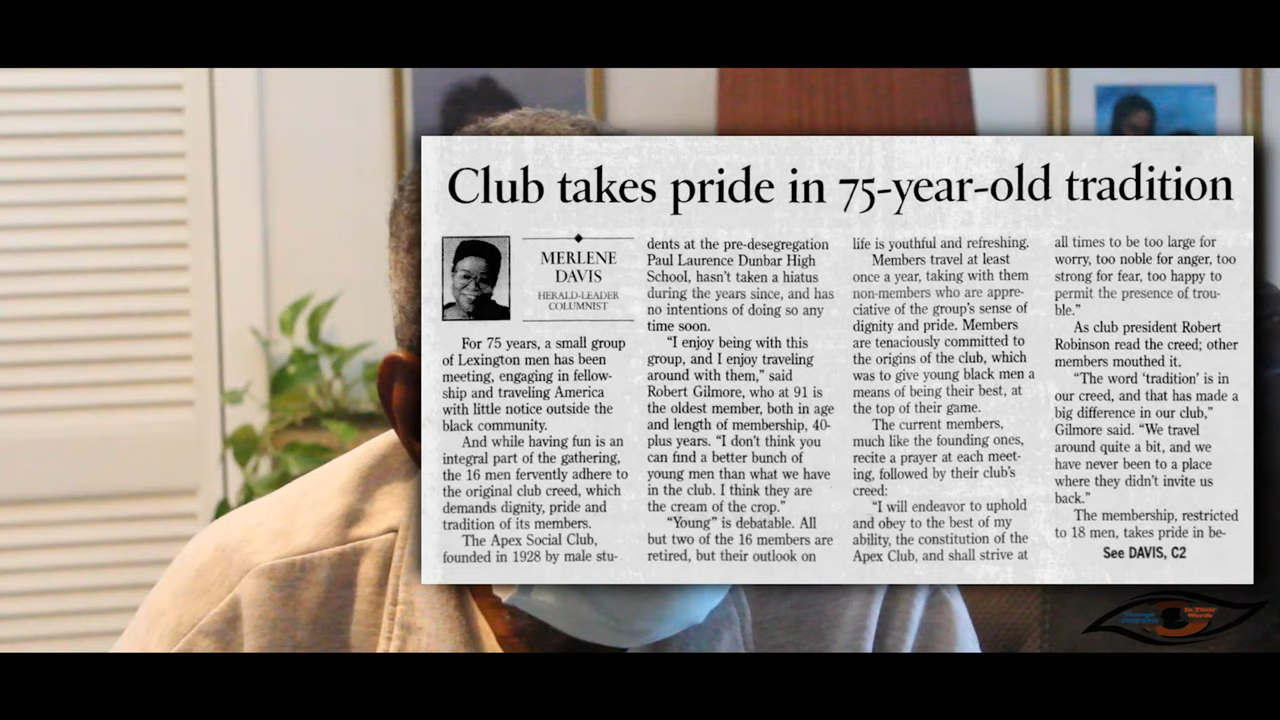 Club takes pride in 75-year-old tradition
MERLENE
DAVIS
HERALD-LEADER
COLUMNIST
For 75 years, a small group
of Lexington men has been
meeting, engaging in fellow-
ship and traveling America
with little notice outside the
black community.
And while having fun is an
integral part of the gathering,
the 16 men fervently adhere to
the original club creed, which
demands dignity, pride and
tradition of its members.
The Apex Social Club,
founded in 1928 by male stu-
dents at the pre-desegregation
Paul Laurence Dunbar High
School, hasn't taken a hiatus
during the years since, and has
no intentions of doing so any
time soon.
"I enjoy being with this
group, and I enjoy traveling
around with them," said
Robert Gilmore, who at 91 is
the oldest member, both in age
and length of membership, 40-
plus years. "I don't think you
can find a better bunch of
young men than what we have
in the club. I think they are
the cream of the crop."
"Young" is debatable. All
but two of the 16 members are
retired, but their outlook on
life is youthful and refreshing.
Members travel at least
once a year, taking with them
non-members who are appre-
ciative of the group's sense of
dignity and pride. Members
are tenaciously committed to
the origins of the club, which
was to give young black men a
means of being their best, at
the top of their game.
The current members,
much like the founding ones,
recite a prayer at each meet-
ing, followed by their club's
creed:
"I will endeavor to uphold
and obey to the best of my
ability, the constitution of the
Apex Club, and shall strive at
all times to be too large for
worry, too noble for anger, too
strong for fear, too happy to
permit the presence of trou-
ble."
As club president Robert
Robinson read the creed; other
members mouthed it.
"The word 'tradition' is in
our creed, and that has made a
big difference in our club,"
Gilmore said. "We travel
around quite a bit, and we
have never been to a place
where they didn't invite us
back."
The membership, restricted
to 18 men, takes pride in be-
See DAVIS, C2
In Their
Words